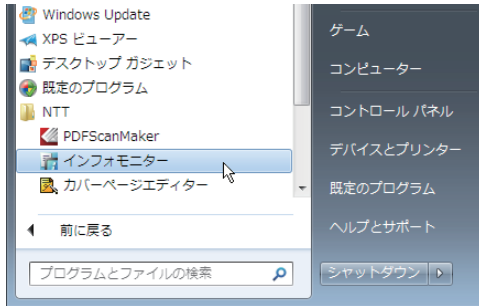 Windows Update
XPS ビューアー
デスクトップ ガジェット
既定のプログラム
NTT
PDFScanMaker
インフォモニター
カバーページエディター
前に戻る
プログラムとファイルの検索
ゲーム
コンピューター
コントロール パネル
デバイスとプリンター
既定のプログラム
ヘルプとサポート
シャットダウン